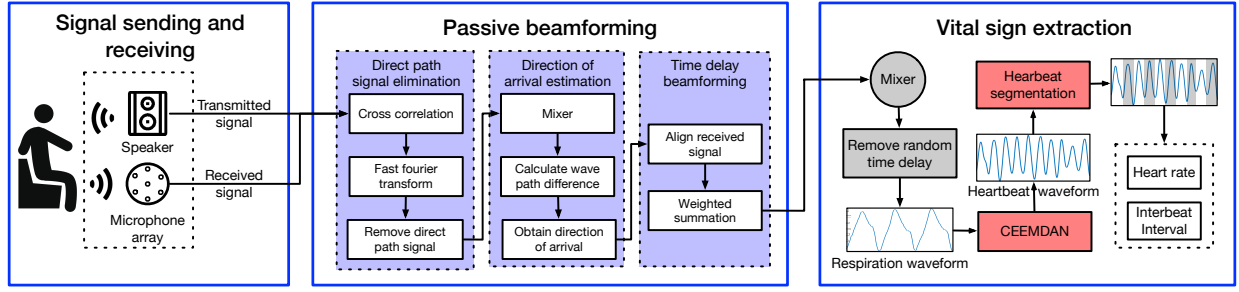 Signal sending and
receiving
Transmitted
signal
Speaker
Received
signal
Microphone
array
Passive beamforming
Direct path
signal elimination
Cross correlation
Fast fourier
transform
Remove direct
path signal
Direction of
arrival estimation
Mixer
Calculate wave
path difference
Obtain direction
of arrival
Time delay
beamforming
Align received
signal
Weighted
summation
Vital sign extraction
Mixer
Remove random
time delay
Respiration waveform
CEEMDAN
Heartbeat waveform
Hearbeat
segmentation
Heart rate
Interbeat
Interval